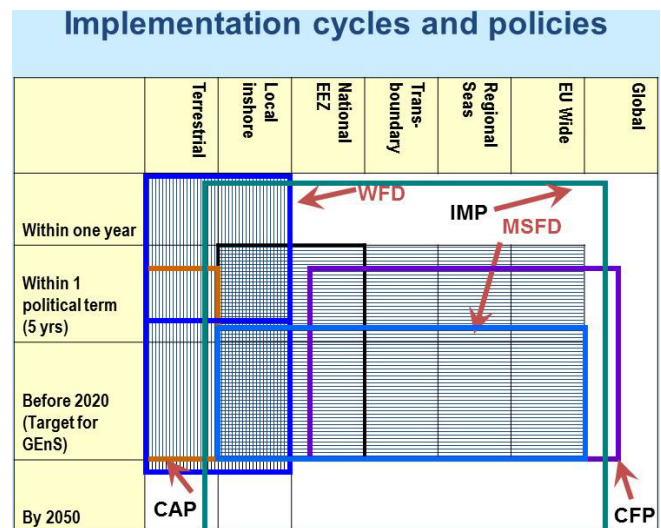 Implementation cycles and policies
Terrestrial
Local
inshore
National
EEZ
Trans-
boundary
Regional
Seas
EU Wide
Global
WFD
IMP
MSFD
Within one year
Within 1
political term
(5 yrs)
Before 2020
(Target for
GEnS)
CAP
CFP
By 2050